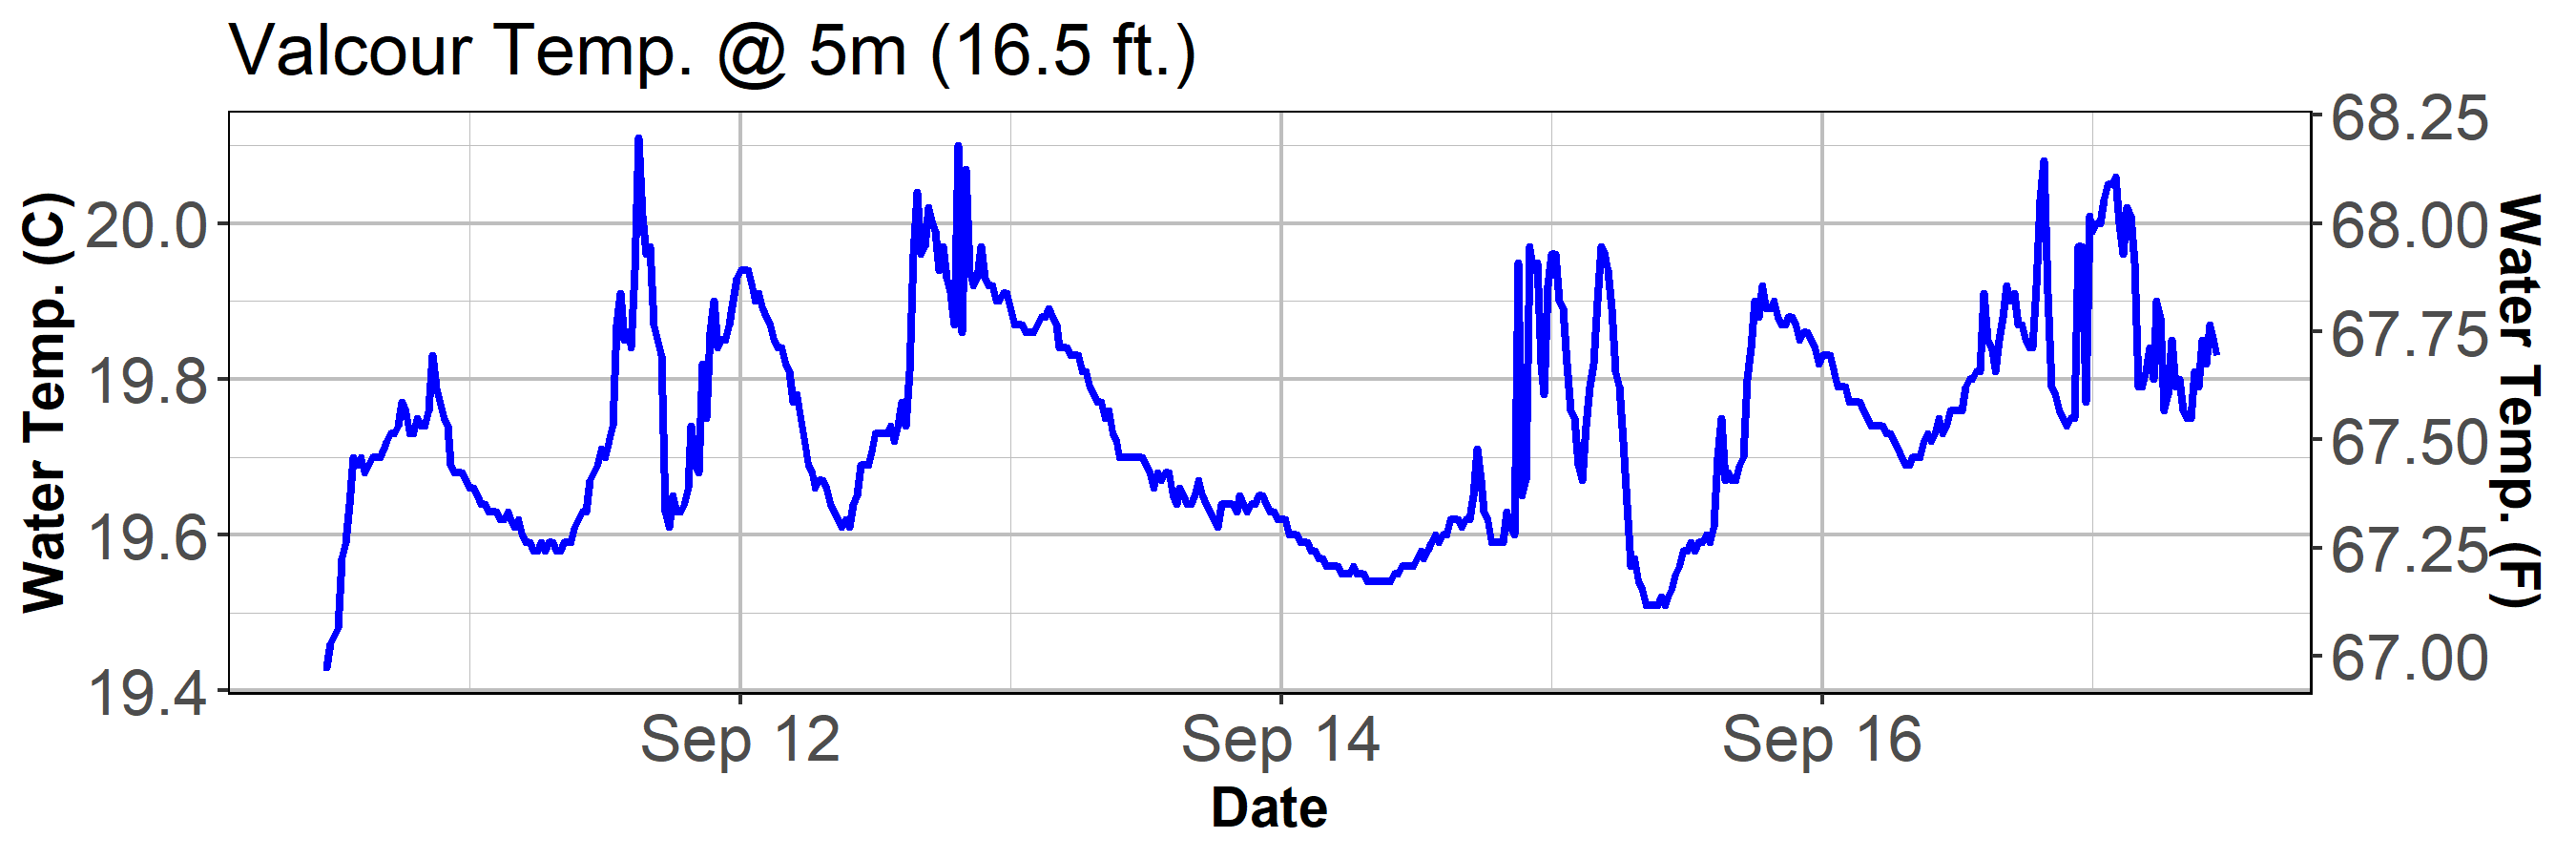 Valcour Temp. @ 5m (16.5 ft.)
Water Temp. (C)
20.0
19.8
19.6
19.4
68.25
68.00
67.75
67.50
67.25
67.00
Water Temp. (F)
Sep 12 Sep 14 Sep 16
Date